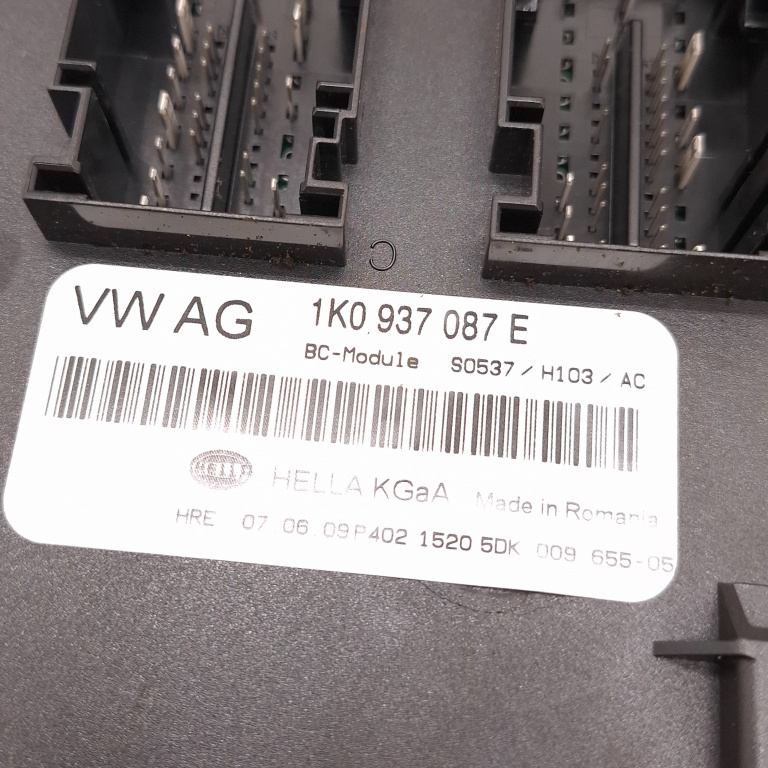 C
VW AG 1K0 937 087 E
BC-Module S0537 / H103 / AC
HELLA HELLA KGaA Made in Romania
HRE 07.06.09 P402 1520 5DK 009 655-05